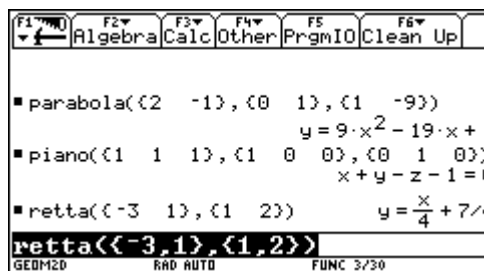 F1 F2 F3 F4 F5 F6
Algebra Calc Other PrgmIO Clean Up
parabola({2 -1},{0 1},{1 -9})
y = 9·x² - 19·x +
piano({1 1 1},{1 0 0},{0 1 0})
x + y - z - 1 =
retta({-3 1},{1 2}) y = x/4 + 7/
retta({-3,1},{1,2})
GEOM2D RAD AUTO FUNC 3/30